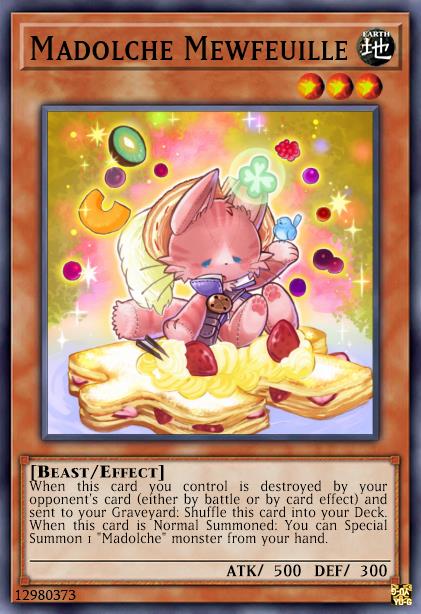 Madolche Mewfeuille
EARTH
地
[Beast/Effect]
When this card you control is destroyed by your
opponent's card (either by battle or by card effect) and
sent to your Graveyard: Shuffle this card into your Deck.
When this card is Normal Summoned: You can Special
Summon 1 "Madolche" monster from your hand.
ATK/ 500 DEF/ 300
12980373